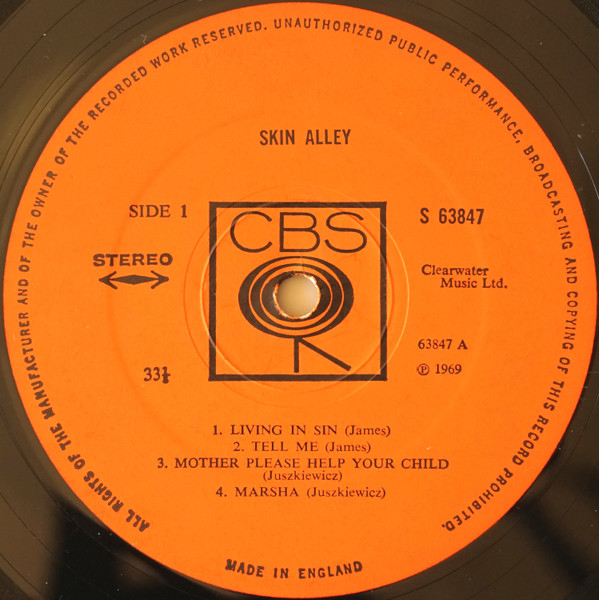 ALL RIGHTS OF THE MANUFACTURER AND OF THE OWNER OF THE RECORDED WORK RESERVED. UNAUTHORIZED PUBLIC PERFORMANCE, BROADCASTING AND COPYING OF THIS RECORD PROHIBITED.
SKIN ALLEY
SIDE 1
CBS
S 63847
STEREO
Clearwater
Music Ltd.
33⅓
63847 A
℗ 1969
1. LIVING IN SIN (James)
2. TELL ME (James)
3. MOTHER PLEASE HELP YOUR CHILD
(Juszkiewicz)
4. MARSHA (Juszkiewicz)
MADE IN ENGLAND